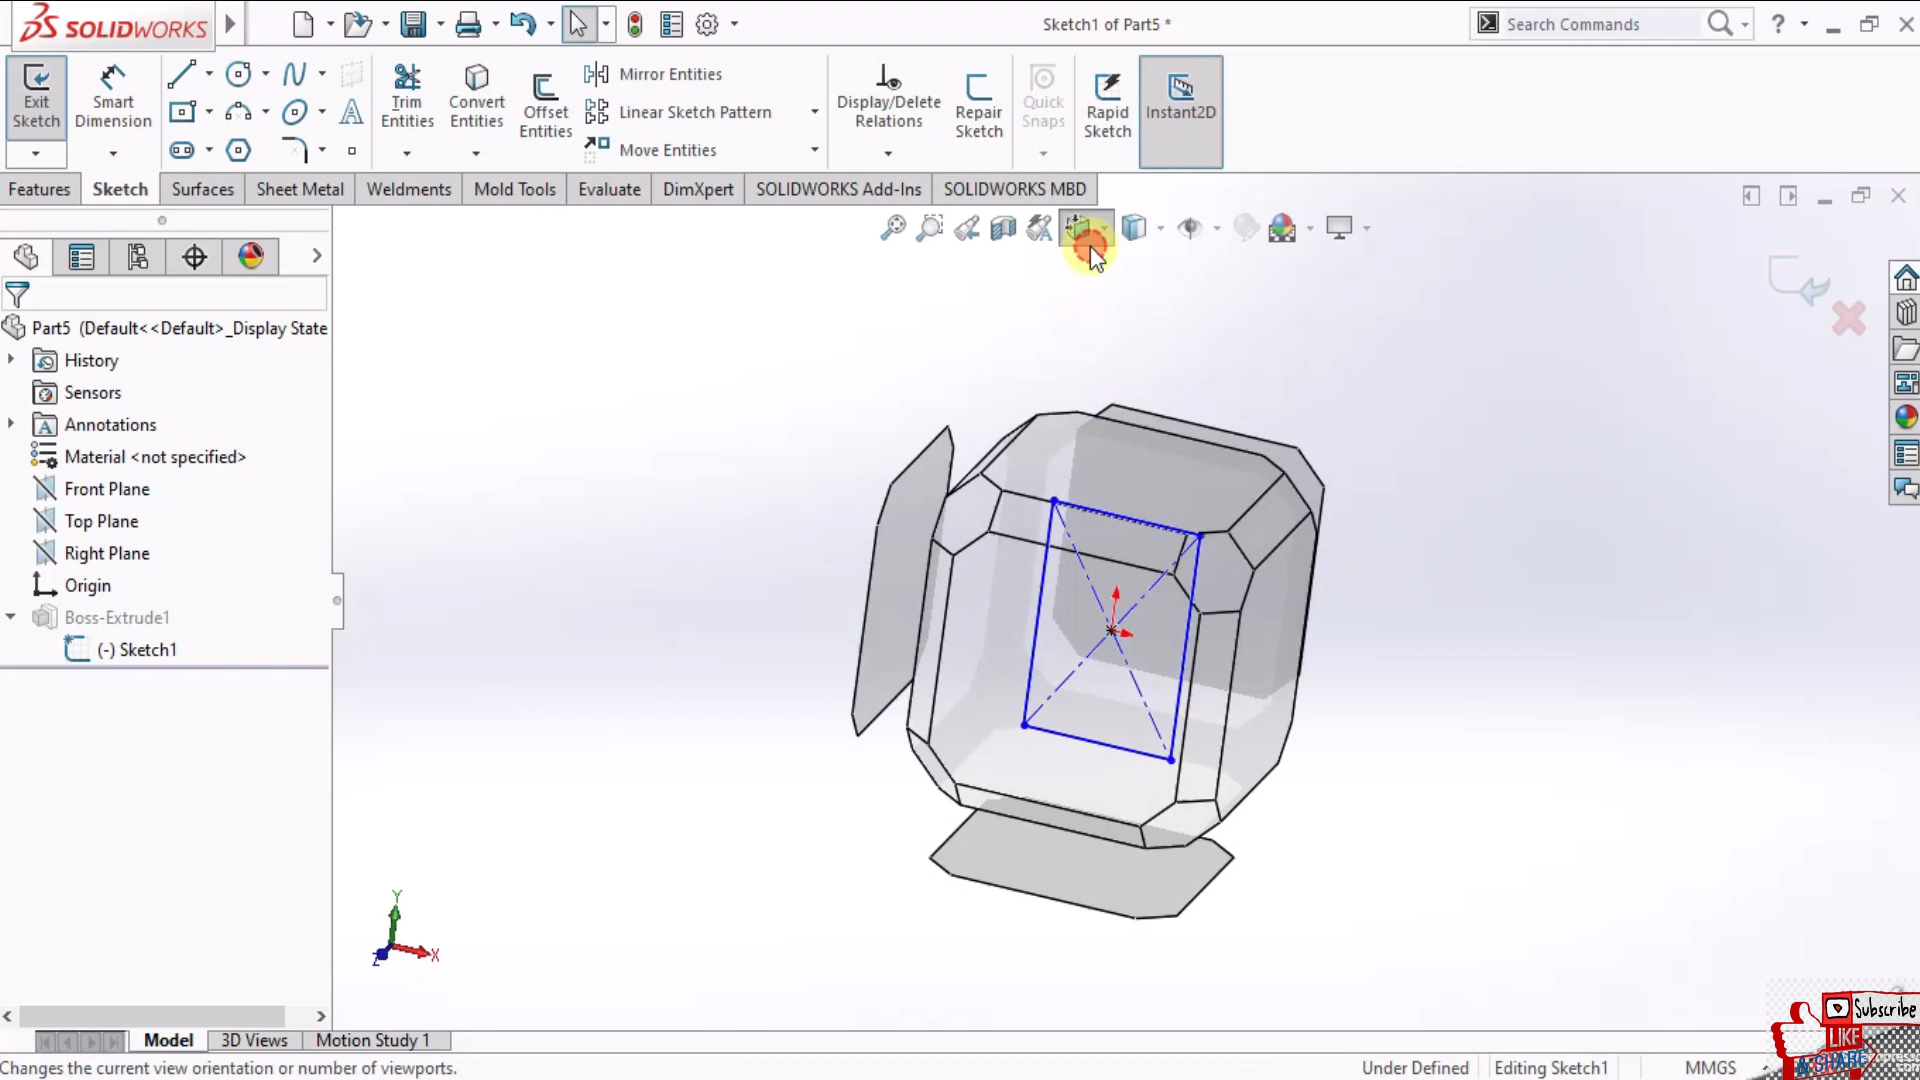 SOLIDWORKS
Sketch1 of Part5 *
Search Commands
?
Exit Sketch
Smart Dimension
Trim Entities
Convert Entities
Offset Entities
Mirror Entities
Linear Sketch Pattern
Move Entities
Display/Delete Relations
Repair Sketch
Quick Snaps
Rapid Sketch
Instant2D
Features
Sketch
Surfaces
Sheet Metal
Weldments
Mold Tools
Evaluate
DimXpert
SOLIDWORKS Add-Ins
SOLIDWORKS MBD
Part5 (Default<<Default>_Display State
History
Sensors
Annotations
Material <not specified>
Front Plane
Top Plane
Right Plane
Origin
Boss-Extrude1
(-) Sketch1
Y
X
Z
Model
3D Views
Motion Study 1
Subscribe
LIKE
& SHARE
Changes the current view orientation or number of viewports.
Under Defined
Editing Sketch1
MMGS